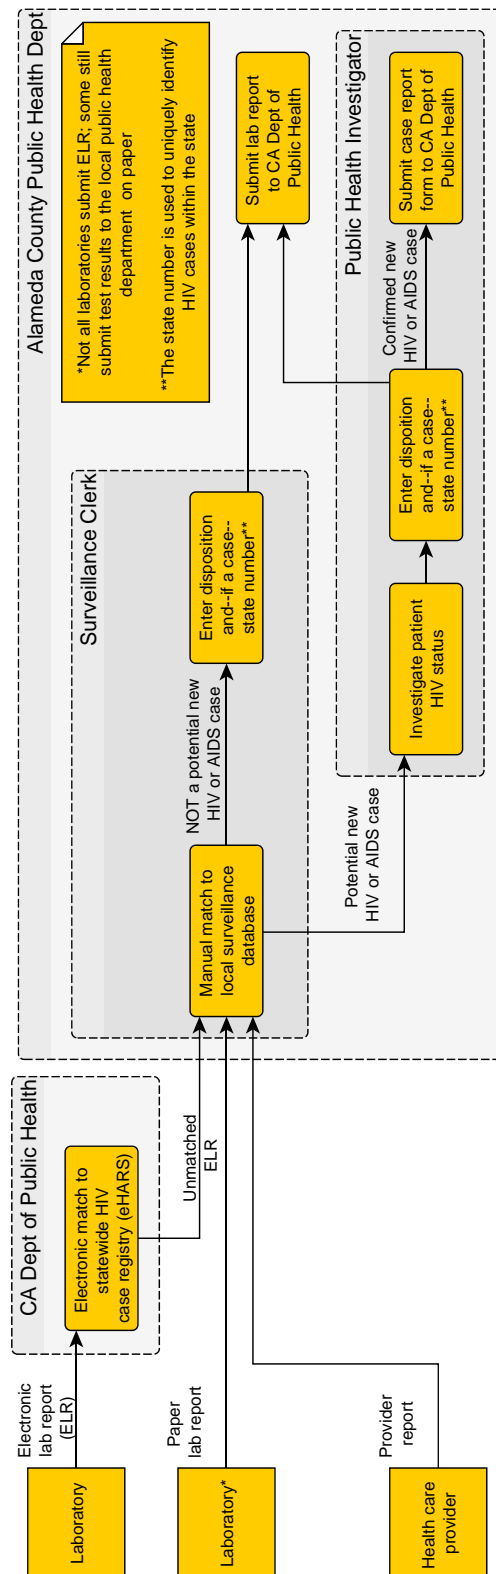 Laboratory
Electronic
lab report
(ELR)
CA Dept of Public Health
Electronic match to
statewide HIV
case registry (eHARS)
Unmatched
ELR
Laboratory*
Paper
lab report
Health care
provider
Provider
report
Alameda County Public Health Dept
Surveillance Clerk
Manual match to
local surveillance
database
NOT a potential new
HIV or AIDS case
Enter disposition
and--if a case--
state number**
Potential new
HIV or AIDS case
*Not all laboratories submit ELR; some still
submit test results to the local public health
department on paper
**The state number is used to uniquely identify
HIV cases within the state
Submit lab report
to CA Dept of
Public Health
Public Health Investigator
Investigate patient
HIV status
Enter dispoition
and--if a case--
state number**
Confirmed new
HIV or AIDS case
Submit case report
form to CA Dept of
Public Health